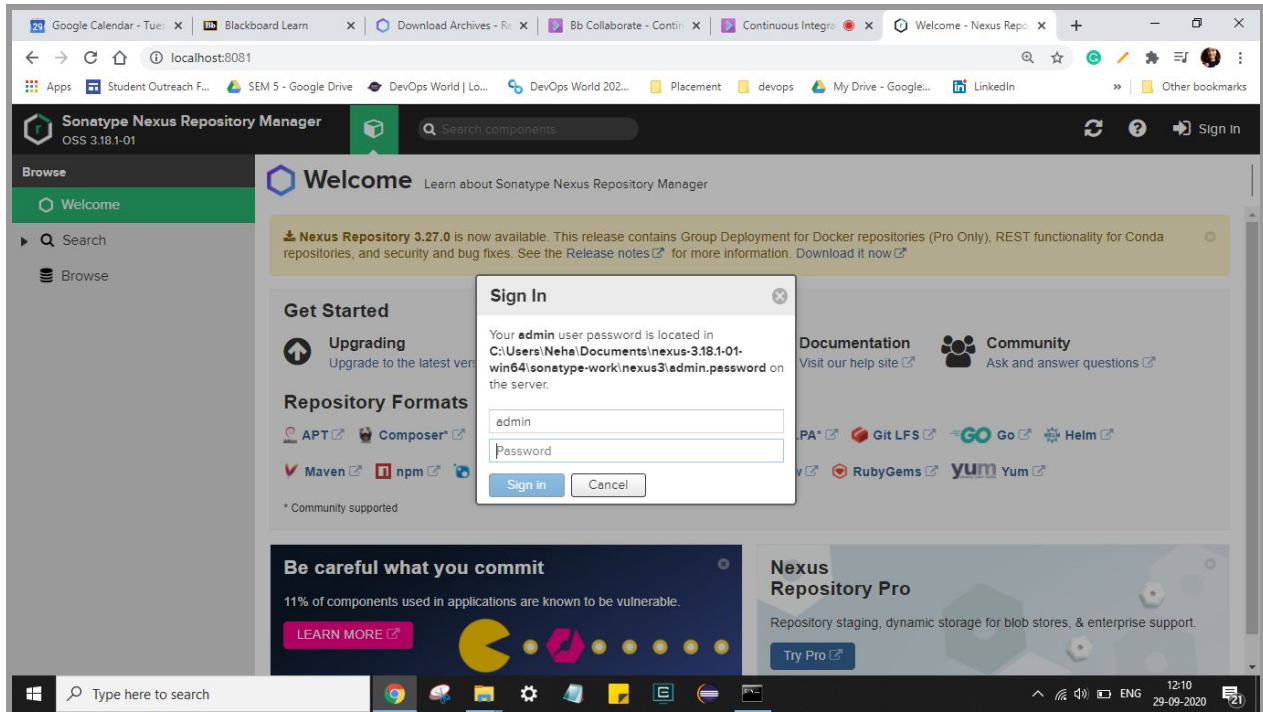 29 Google Calendar - Tues
Bb Blackboard Learn
Download Archives - Re
Bb Collaborate - Contin
Continuous Integra
Welcome - Nexus Repo
localhost:8081
Apps
Student Outreach F...
SEM 5 - Google Drive
DevOps World | Lo...
DevOps World 202...
Placement
devops
My Drive - Google...
LinkedIn
»
Other bookmarks
Sonatype Nexus Repository Manager
OSS 3.18.1-01
Search components
Sign in
Browse
Welcome
Search
Browse
Welcome Learn about Sonatype Nexus Repository Manager
Nexus Repository 3.27.0 is now available. This release contains Group Deployment for Docker repositories (Pro Only), REST functionality for Conda
repositories, and security and bug fixes. See the Release notes for more information. Download it now
Get Started
Upgrading
Upgrade to the latest vers
Documentation
Visit our help site
Community
Ask and answer questions
Repository Formats
APT Composer* PA* Git LFS GO Go Helm
Maven npm v RubyGems yum Yum
* Community supported
Sign In
Your admin user password is located in
C:\Users\Neha\Documents\nexus-3.18.1-01-
win64\sonatype-work\nexus3\admin.password on
the server.
admin
Password
Sign in Cancel
Be careful what you commit
11% of components used in applications are known to be vulnerable.
LEARN MORE
Nexus
Repository Pro
Repository staging, dynamic storage for blob stores, & enterprise support.
Try Pro
Type here to search
ENG
12:10
29-09-2020
21